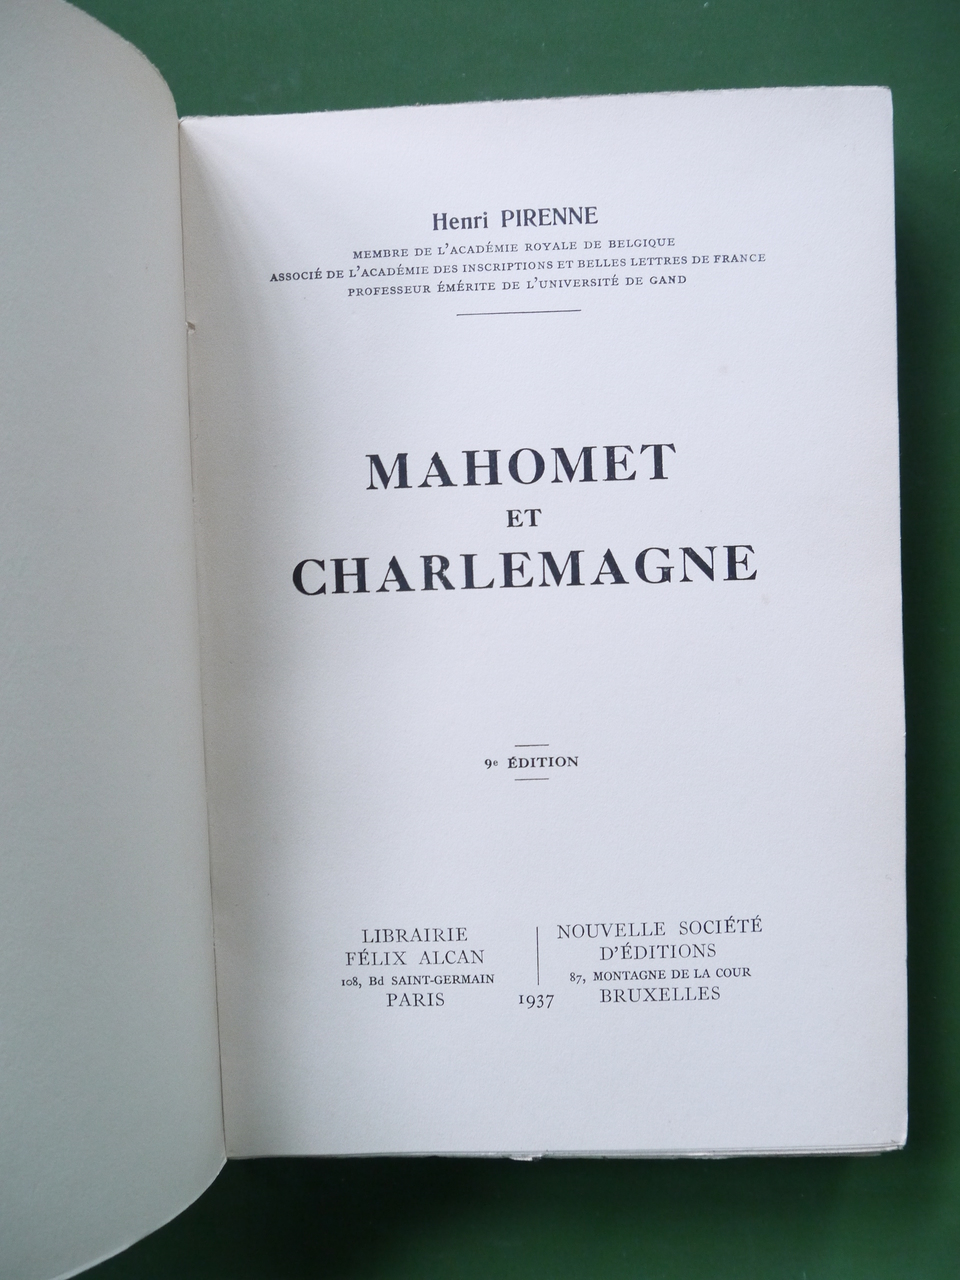 Henri PIRENNE
MEMBRE DE L'ACADÉMIE ROYALE DE BELGIQUE
ASSOCIÉ DE L'ACADÉMIE DES INSCRIPTIONS ET BELLES LETTRES DE FRANCE
PROFESSEUR ÉMÉRITE DE L'UNIVERSITÉ DE GAND
MAHOMET
ET
CHARLEMAGNE
9e ÉDITION
LIBRAIRIE
FÉLIX ALCAN
108, Bd SAINT-GERMAIN
PARIS
1937
NOUVELLE SOCIÉTÉ
D'ÉDITIONS
87, MONTAGNE DE LA COUR
BRUXELLES